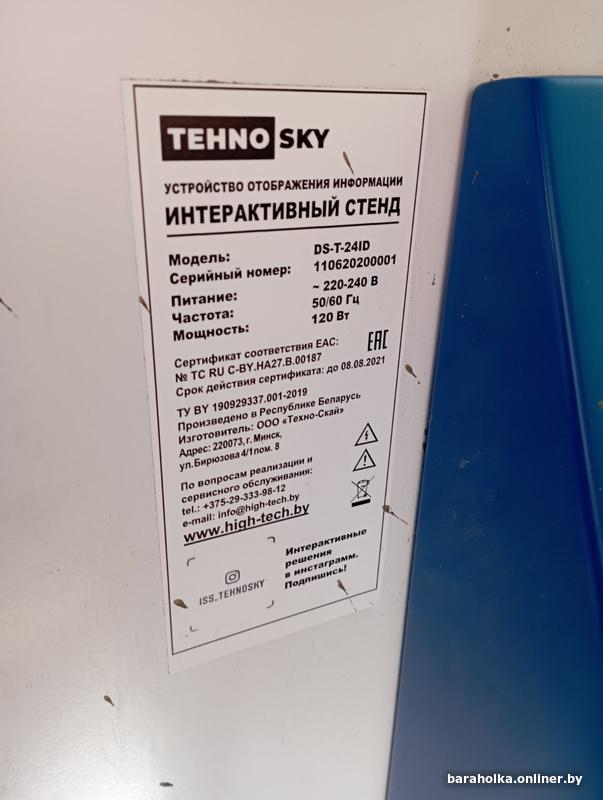 TEHNO SKY
УСТРОЙСТВО ОТОБРАЖЕНИЯ ИНФОРМАЦИИ
ИНТЕРАКТИВНЫЙ СТЕНД
Модель: DS-T-24ID
Серийный номер: 110620200001
Питание: ~ 220-240 В
Частота: 50/60 Гц
Мощность: 120 Вт
Сертификат соответствия EAC:
№ ТС RU C-BY.HA27.B.00187
Срок действия сертификата: до 08.08.2021
EAC
ТУ BY 190929337.001-2019
Произведено в Республике Беларусь
Изготовитель: ООО «Техно-Скай»
Адрес: 220073, г. Минск,
ул.Бирюзова 4/1пом. 8
По вопросам реализации и
сервисного обслуживания:
tel.: +375-29-333-98-12
e-mail: info@high-tech.by
www.high-tech.by
ISS_TEHNOSKY
Интерактивные
решения
в инстаграмм.
Подпишись!
baraholka.onliner.by